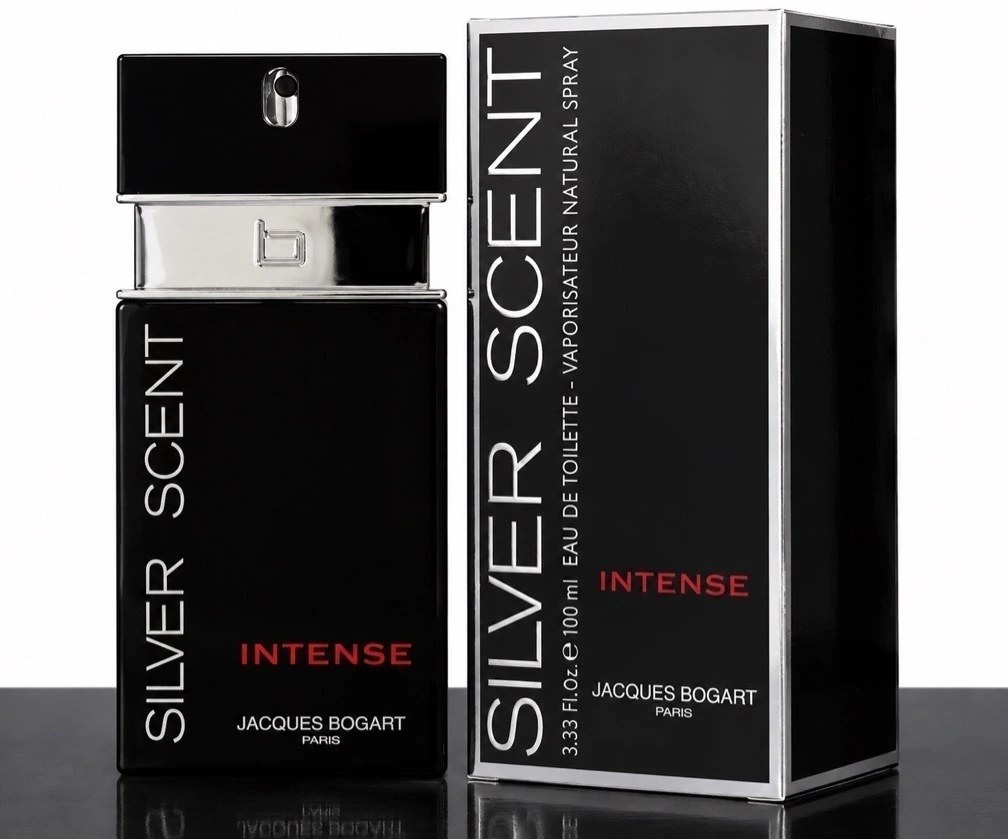 b
SILVER SCENT
INTENSE
JACQUES BOGART
PARIS
SILVER SCENT
3.33 Fl.Oz. ℮ 100 ml EAU DE TOILETTE - VAPORISATEUR NATURAL SPRAY
INTENSE
JACQUES BOGART
PARIS